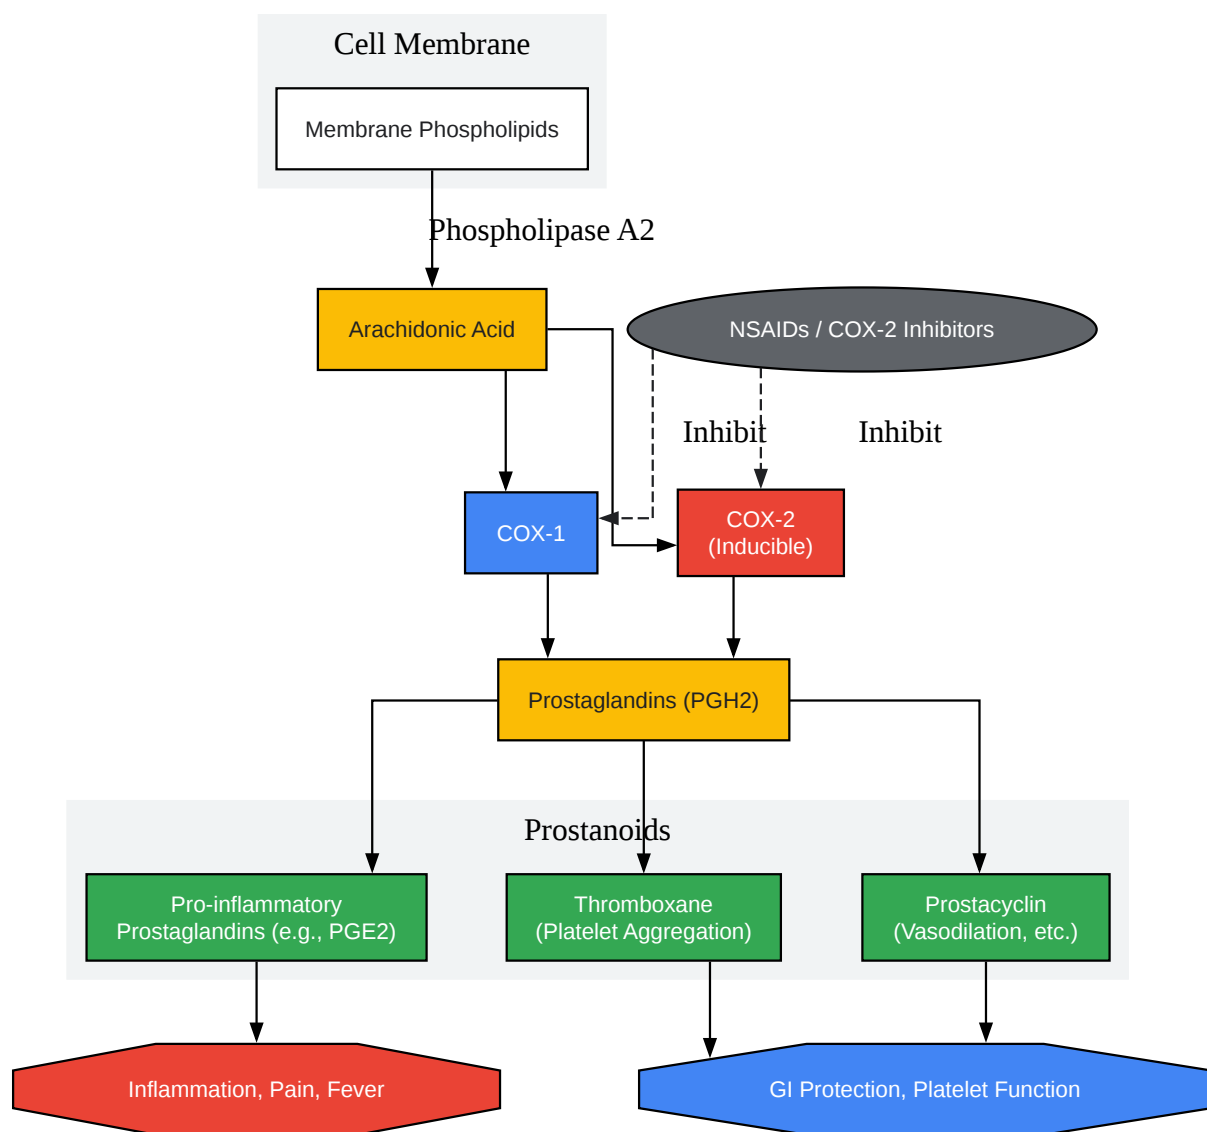 Cell Membrane
Membrane Phospholipids
Phospholipase A2
Arachidonic Acid
NSAIDs / COX-2 Inhibitors
Inhibit
Inhibit
COX-1
COX-2
(Inducible)
Prostaglandins (PGH2)
Prostanoids
Pro-inflammatory
Prostaglandins (e.g., PGE2)
Thromboxane
(Platelet Aggregation)
Prostacyclin
(Vasodilation, etc.)
Inflammation, Pain, Fever
GI Protection, Platelet Function